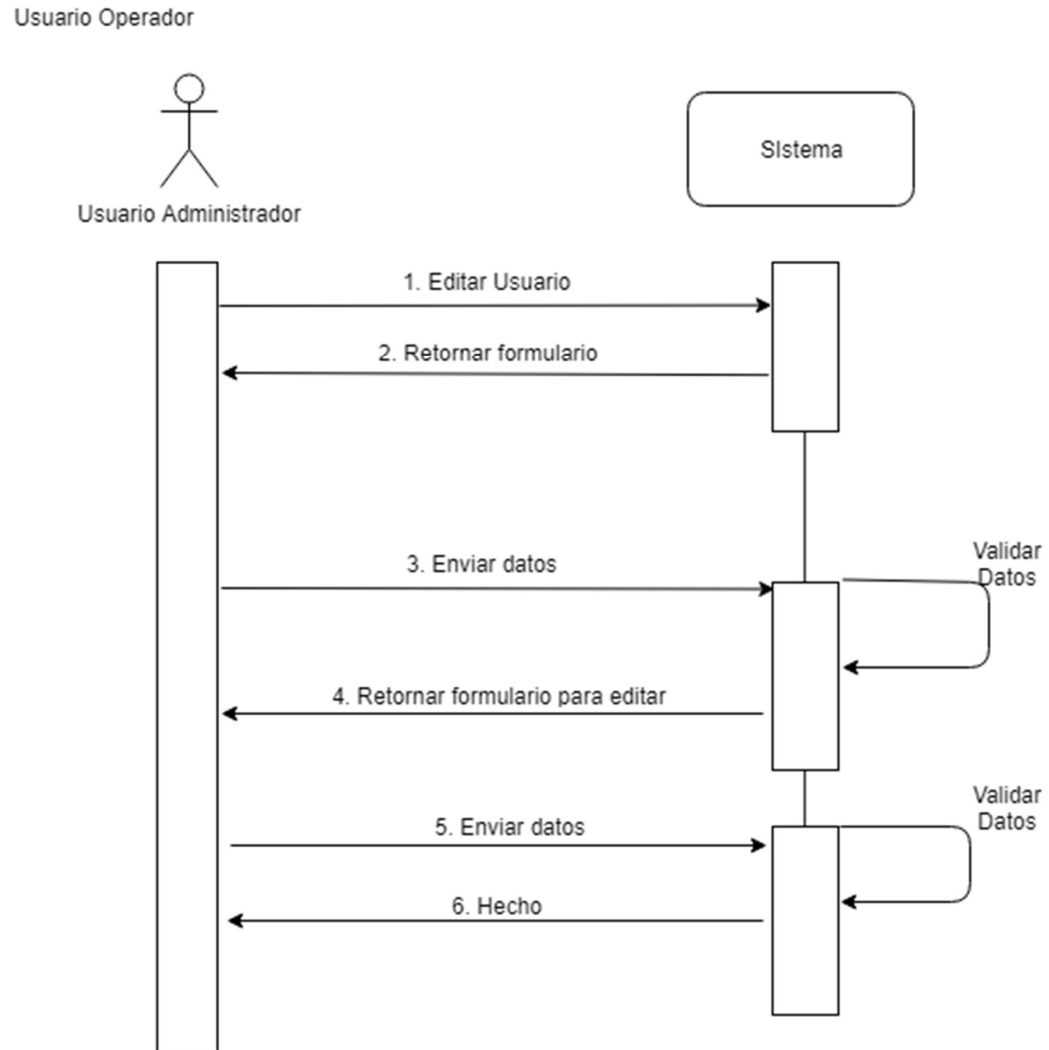 Usuario Operador
SIstema
Usuario Administrador
1. Editar Usuario
2. Retornar formulario
Validar
Datos
3. Enviar datos
4. Retornar formulario para editar
Validar
Datos
5. Enviar datos
6. Hecho